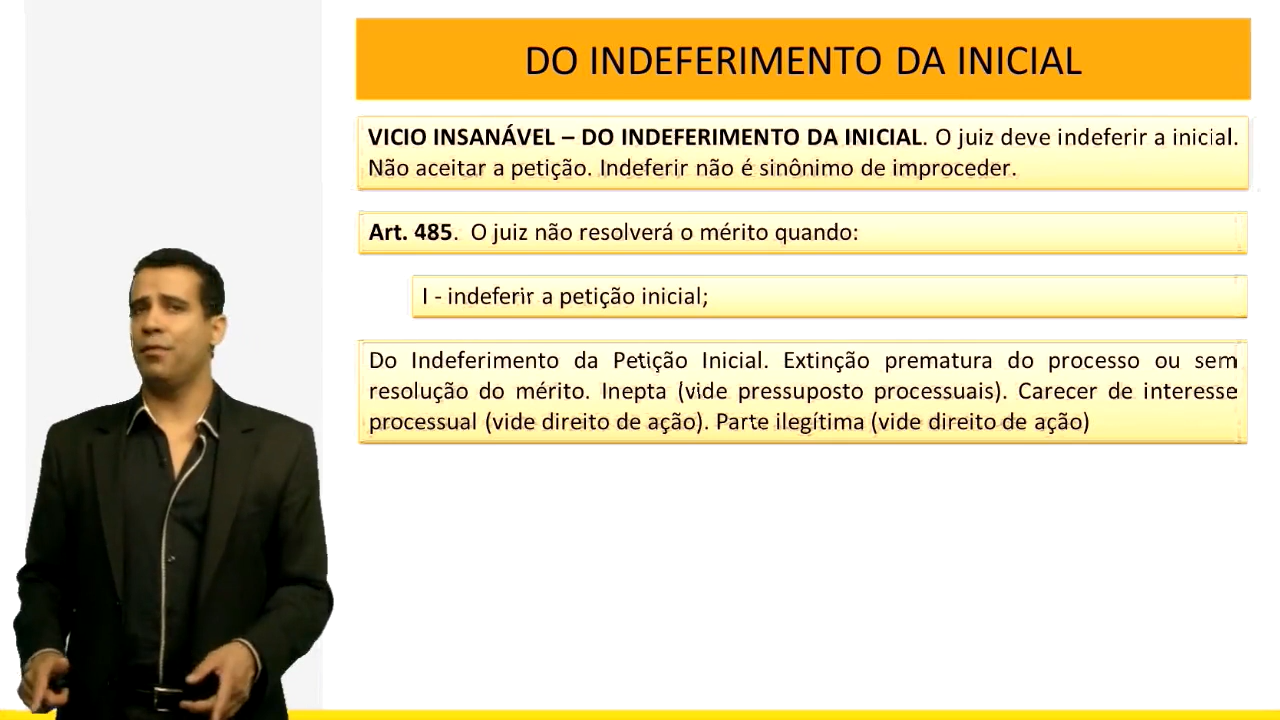 DO INDEFERIMENTO DA INICIAL
VICIO INSANÁVEL – DO INDEFERIMENTO DA INICIAL. O juiz deve indeferir a inicial.
Não aceitar a petição. Indeferir não é sinônimo de improceder.
Art. 485. O juiz não resolverá o mérito quando:
I - indeferir a petição inicial;
Do Indeferimento da Petição Inicial. Extinção prematura do processo ou sem
resolução do mérito. Inepta (vide pressuposto processuais). Carecer de interesse
processual (vide direito de ação). Parte ilegítima (vide direito de ação)